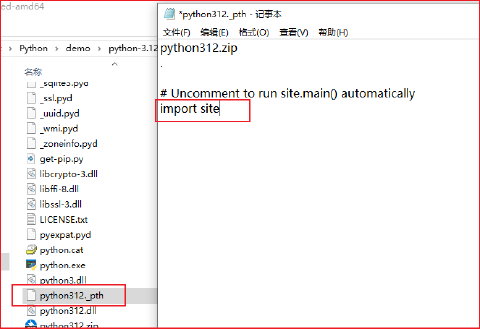 ed-amd64
Python > demo > python-3.12
名称
_sqlite3.pyd
_ssl.pyd
_uuid.pyd
_wmi.pyd
_zoneinfo.pyd
get-pip.py
libcrypto-3.dll
libffi-8.dll
libssl-3.dll
LICENSE.txt
pyexpat.pyd
python.cat
python.exe
python3.dll
python312._pth
python312.dll
python312.zip
*python312._pth - 记事本
文件(F) 编辑(E) 格式(O) 查看(V) 帮助(H)
python312.zip
.
# Uncomment to run site.main() automatically
import site